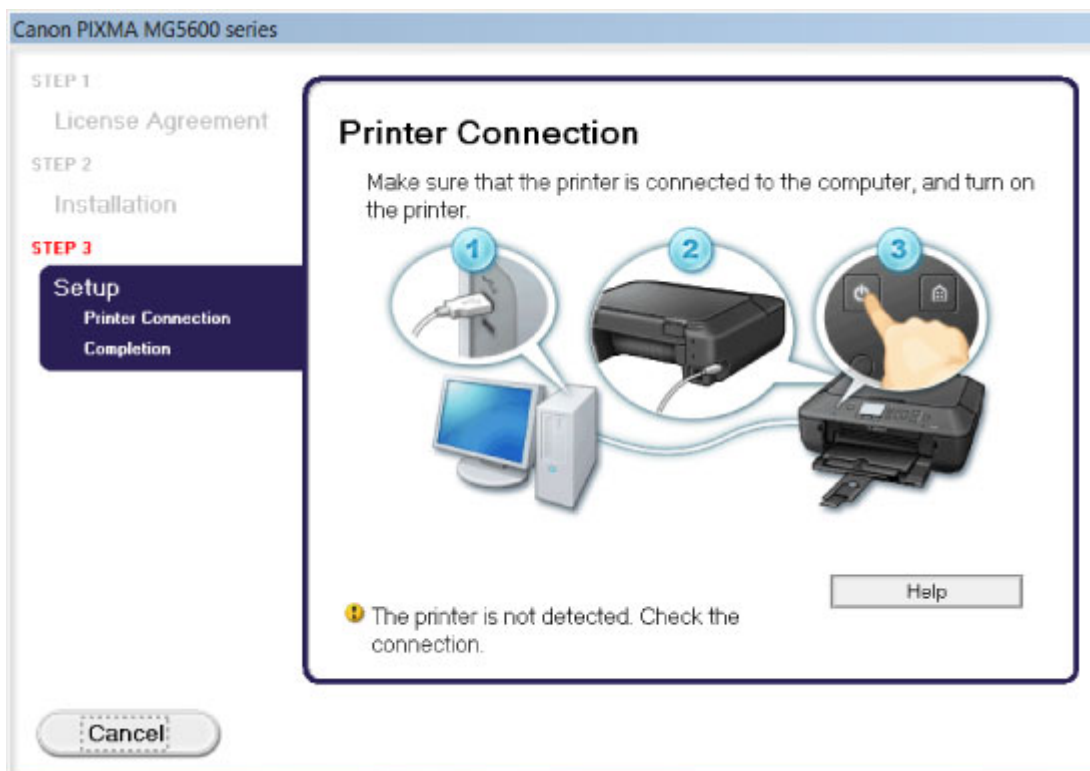 Canon PIXMA MG5600 series
STEP 1
License Agreement
STEP 2
Installation
STEP 3
Setup
Printer Connection
Completion
Printer Connection
Make sure that the printer is connected to the computer, and turn on
the printer.
1
2
3
The printer is not detected. Check the
connection.
Help
Cancel